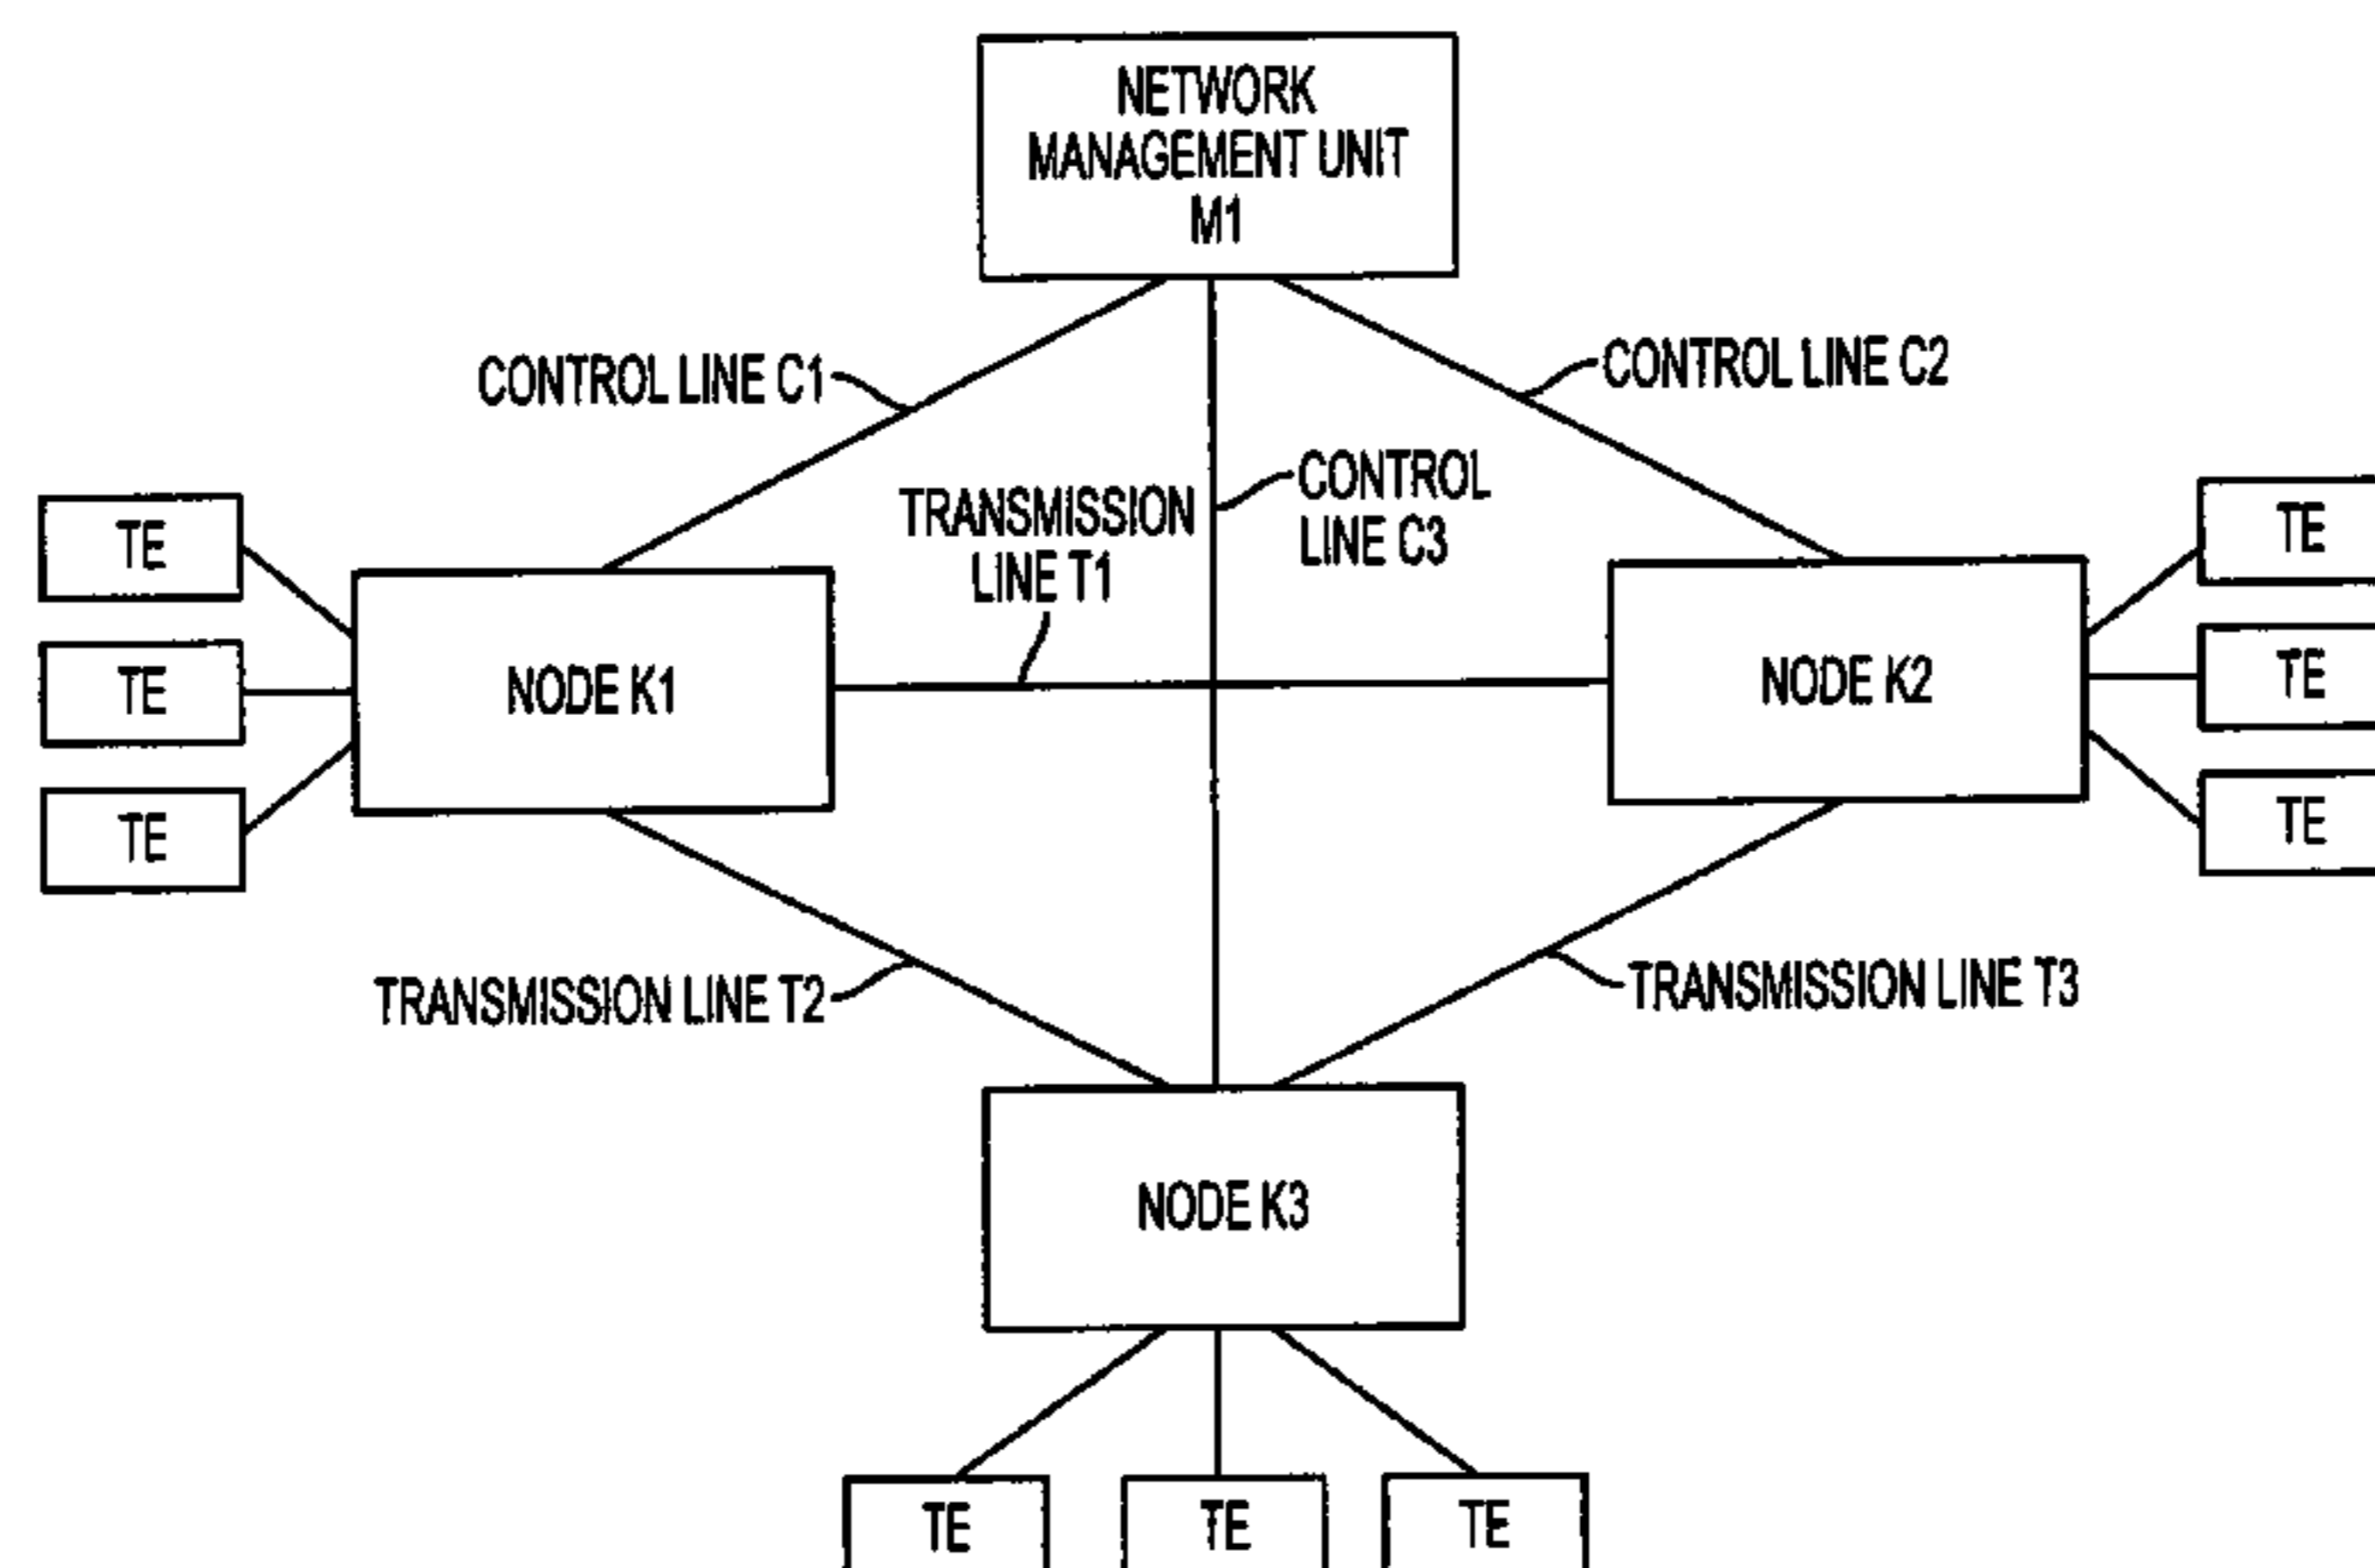 NETWORK
MANAGEMENT UNIT
M1
CONTROL LINE C1
CONTROL LINE C2
CONTROL
LINE C3
TRANSMISSION
LINE T1
TE
TE
TE
NODE K1
NODE K2
TE
TE
TE
TRANSMISSION LINE T2
TRANSMISSION LINE T3
NODE K3
TE
TE
TE